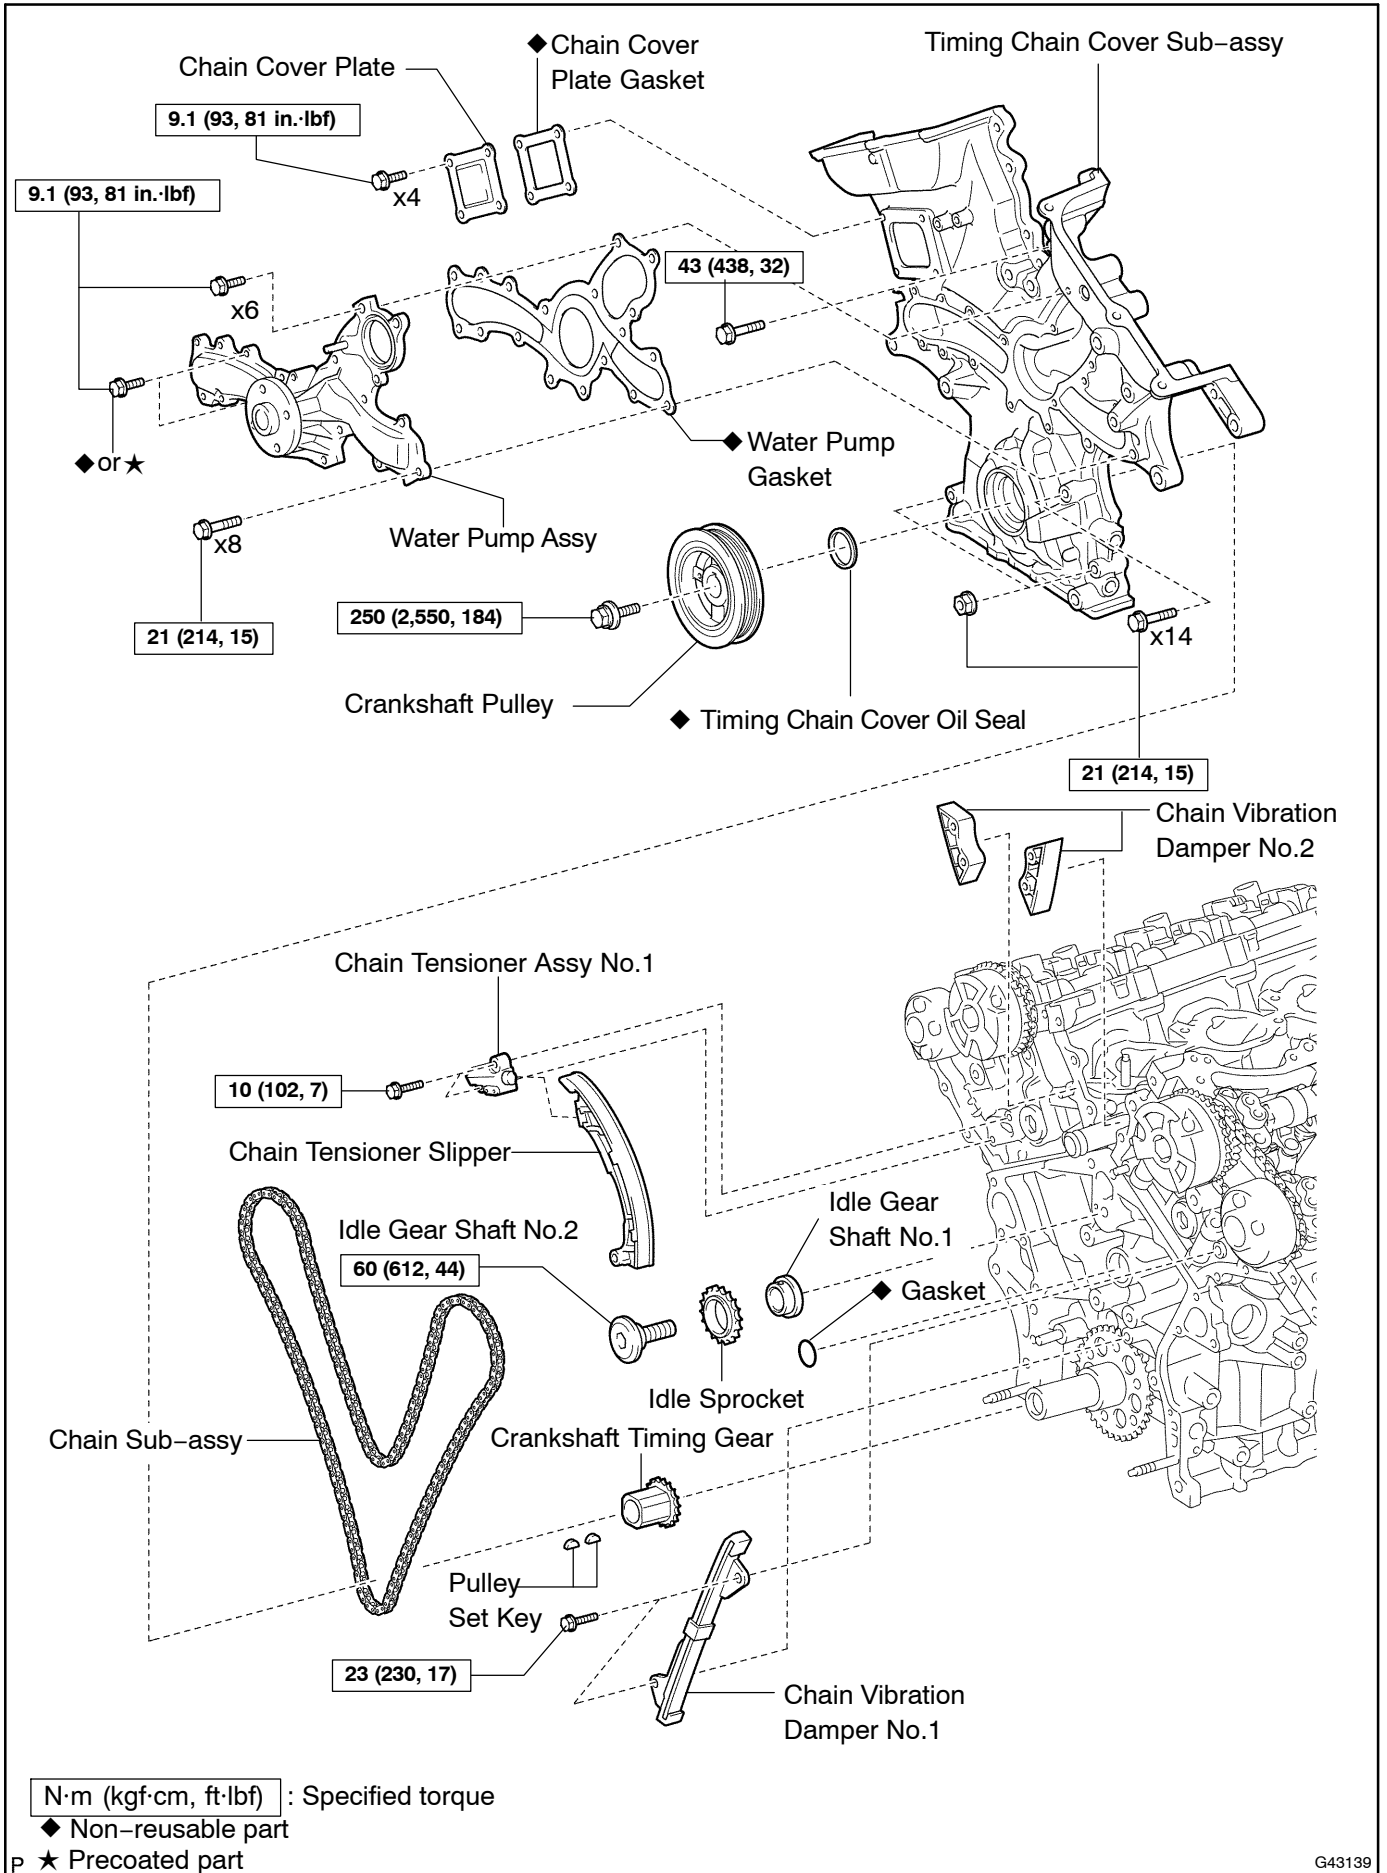 Chain Cover Plate
◆ Chain Cover
Plate Gasket
Timing Chain Cover Sub−assy
9.1 (93, 81 in.·lbf)
x4
9.1 (93, 81 in.·lbf)
x6
43 (438, 32)
◆ or ★
◆ Water Pump
Gasket
x8
Water Pump Assy
21 (214, 15)
250 (2,550, 184)
x14
Crankshaft Pulley
◆ Timing Chain Cover Oil Seal
21 (214, 15)
Chain Vibration
Damper No.2
Chain Tensioner Assy No.1
10 (102, 7)
Chain Tensioner Slipper
Idle Gear
Shaft No.1
Idle Gear Shaft No.2
60 (612, 44)
◆ Gasket
Idle Sprocket
Chain Sub−assy
Crankshaft Timing Gear
Pulley
Set Key
23 (230, 17)
Chain Vibration
Damper No.1
N·m (kgf·cm, ft·lbf) : Specified torque
◆ Non−reusable part
P ★ Precoated part
G43139